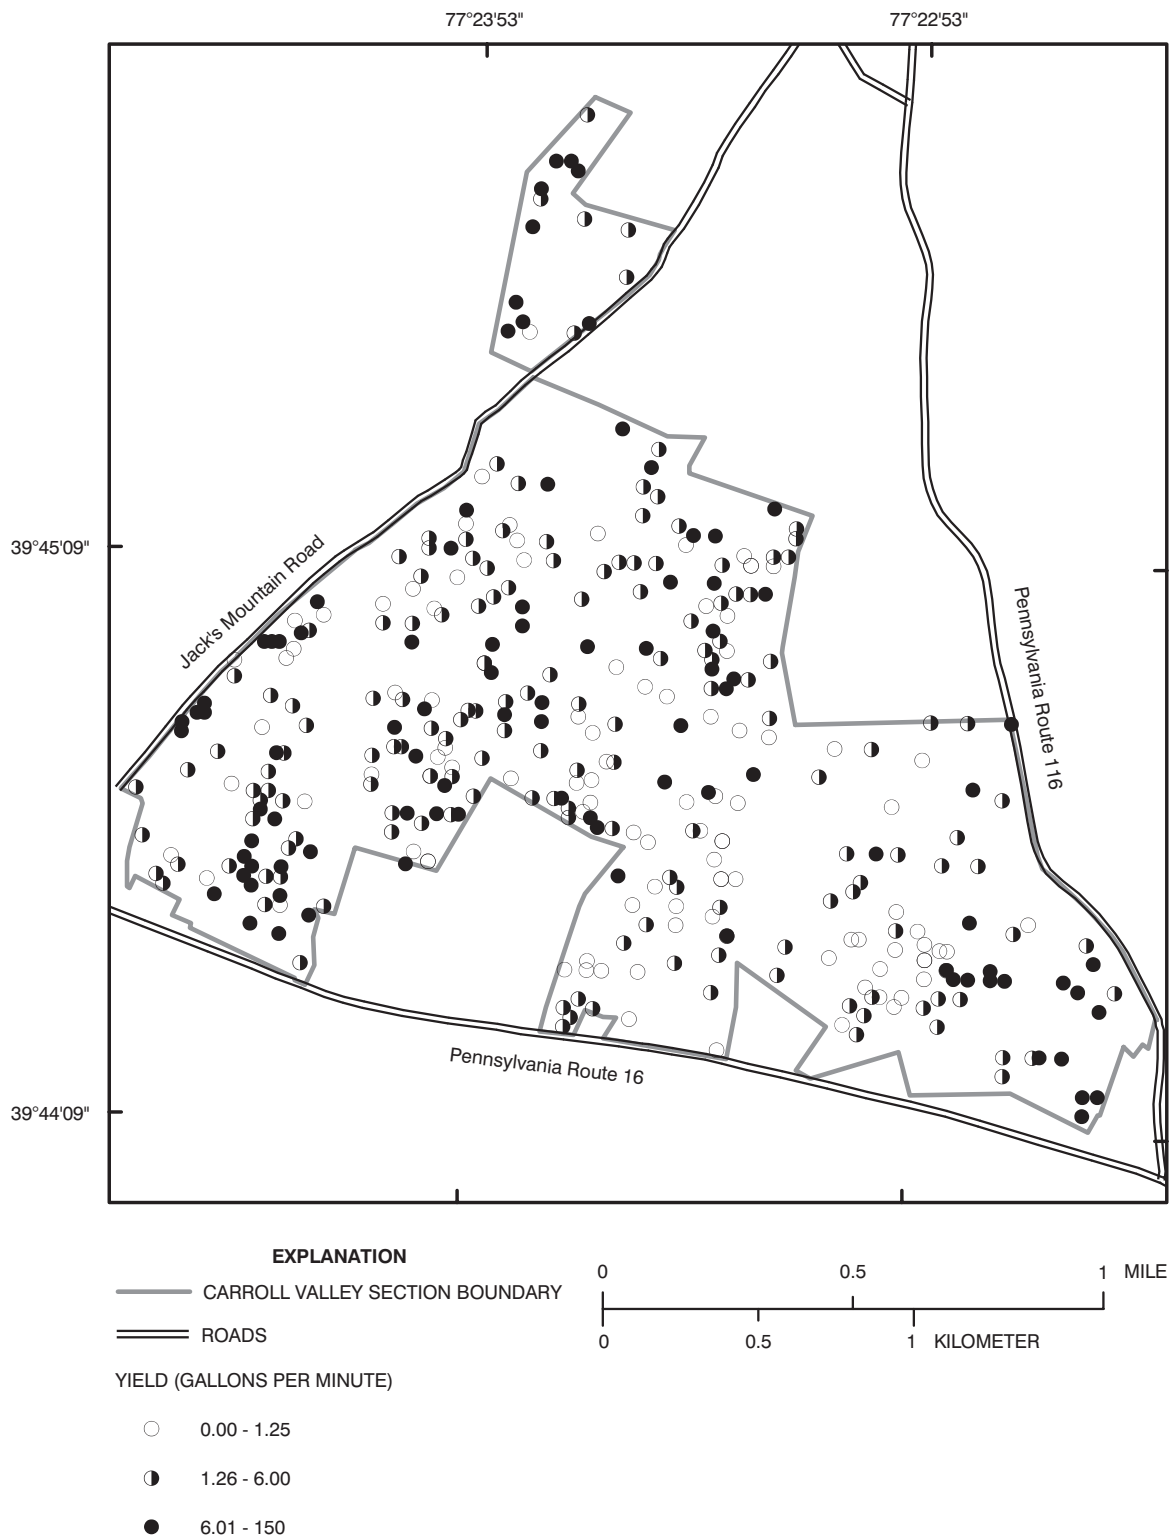 77°23'53" 77°22'53"
39°45'09"
Jack's Mountain Road
Pennsylvania Route 116
Pennsylvania Route 16
39°44'09"
EXPLANATION
CARROLL VALLEY SECTION BOUNDARY
ROADS
0 0.5 1 MILE
0 0.5 1 KILOMETER
YIELD (GALLONS PER MINUTE)
0.00 - 1.25
1.26 - 6.00
6.01 - 150